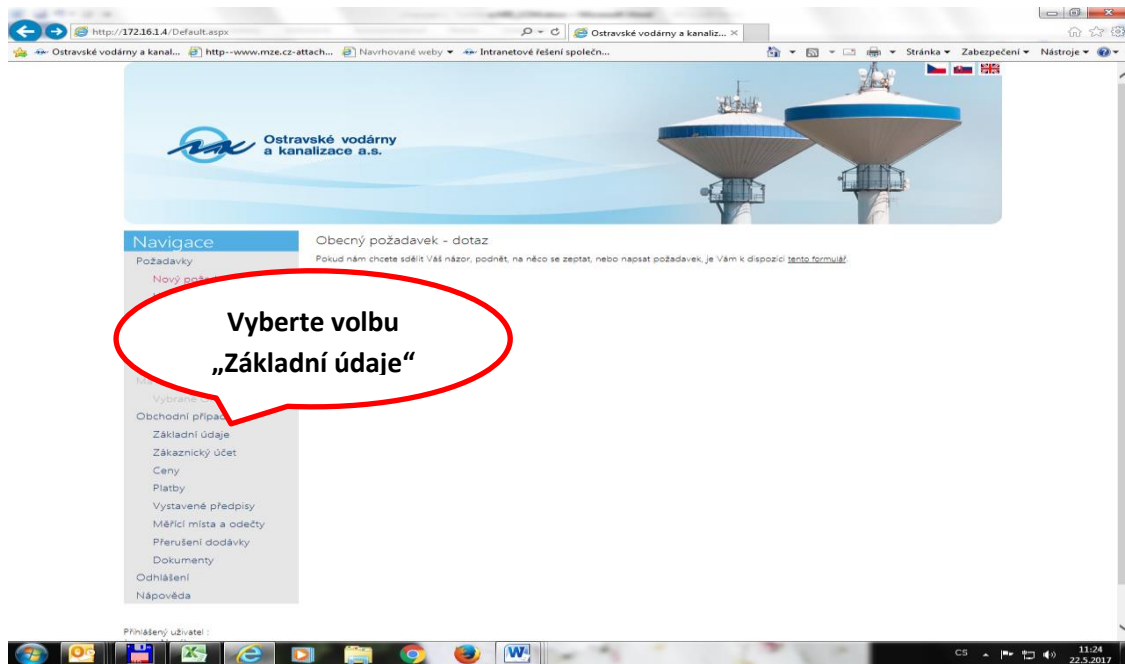 http://172.16.1.4/Default.aspx
Ostravské vodárny a kanaliz...
Ostravské vodárny a kanal...
http--www.mze.cz-attach...
Navrhované weby
Intranetové řešení společn...
Stránka
Zabezpečení
Nástroje
Ostravské vodárny
a kanalizace a.s.
Navigace
Požadavky
Nový
Obecný požadavek - dotaz
Pokud nám chcete sdělit Váš názor, podnět, na něco se zeptat, nebo napsat požadavek, je Vám k dispozici tento formulář.
Vyberte volbu
„Základní údaje“
Vybrané
Obchodní
Základní údaje
Zákaznický účet
Ceny
Platby
Vystavené předpisy
Měřící místa a odečty
Přerušení dodávky
Dokumenty
Odhlášení
Nápověda
Přihlášený uživatel :
CS
11:24
22.5.2017